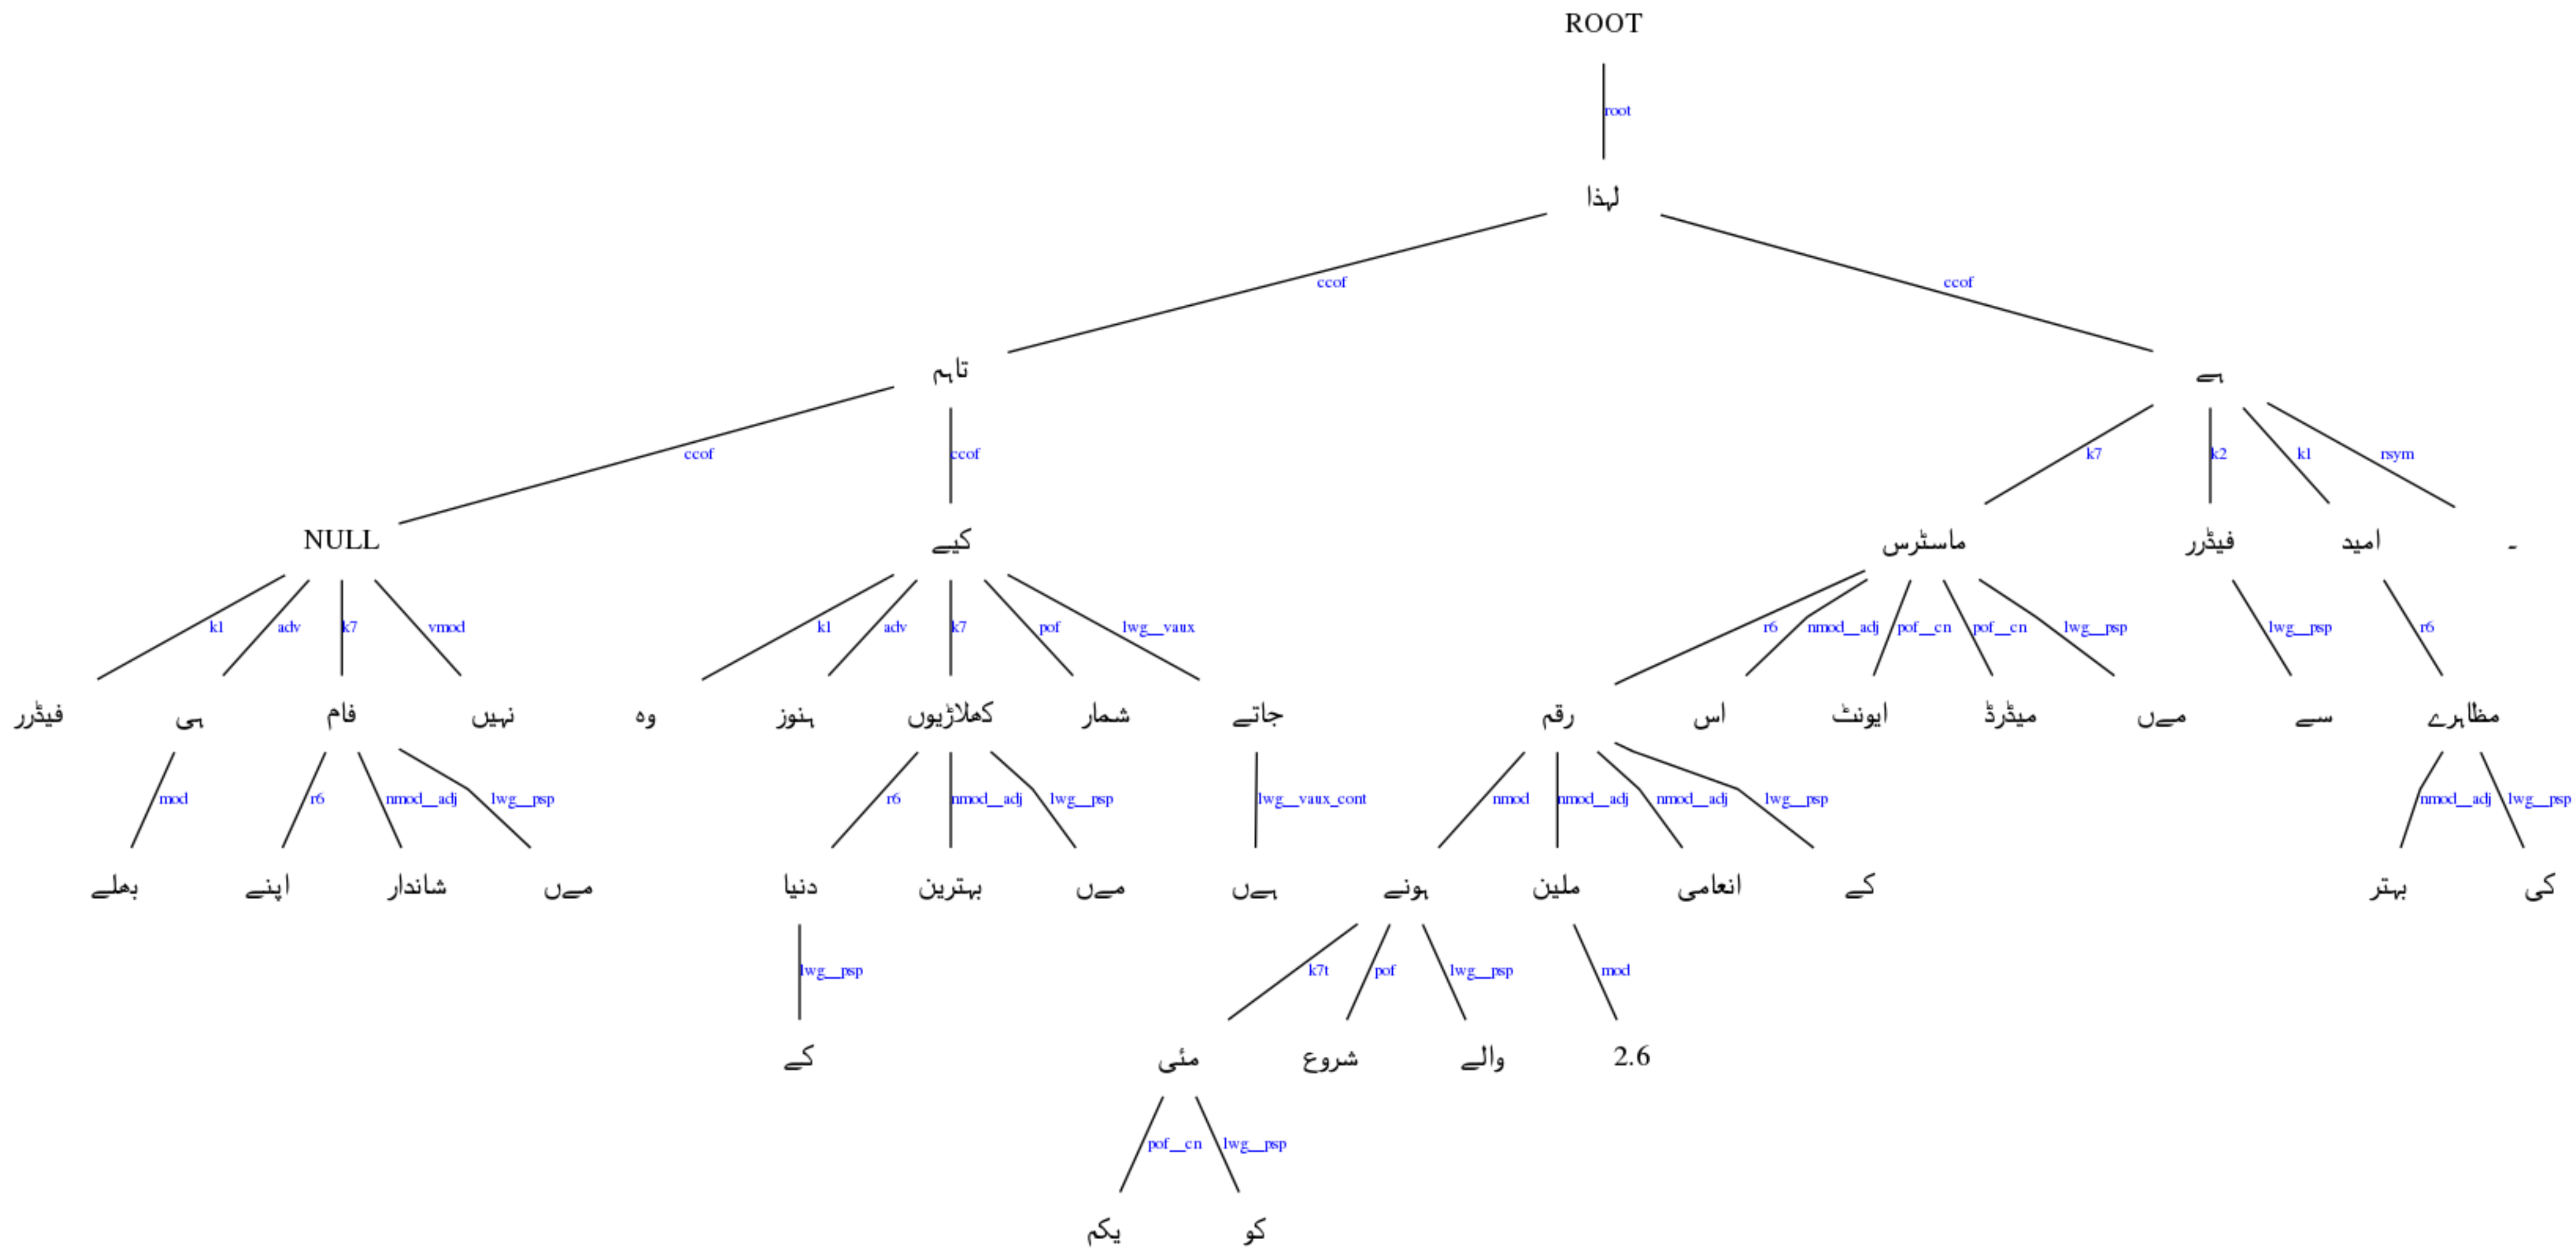 ROOT
root
لہذا
ccof ccof
تاہم ہے
ccof ccof k7 k2 k1 rsym
NULL کیے ماسٹرس فیڈرر امید ۔
k1 adv k7 vmod k1 adv k7 pof lwg__vaux r6 nmod__adj pof__cn pof__cn lwg__psp lwg__psp r6
فیڈرر ہی فام نہیں وہ ہنوز کھلاڑیوں شمار جاتے رقم اس ایونٹ میڈرڈ مےں سے مظاہرے
mod r6 nmod__adj lwg__psp r6 nmod__adj lwg__psp lwg__vaux_cont nmod nmod__adj nmod__adj lwg__psp nmod__adj lwg__psp
بھلے اپنے شاندار مےں دنیا بہترین مےں ہےں ہونے ملین انعامی کے بہتر کی
lwg__psp k7t pof lwg__psp mod
کے مئی شروع والے 2.6
pof__cn lwg__psp
یکم کو